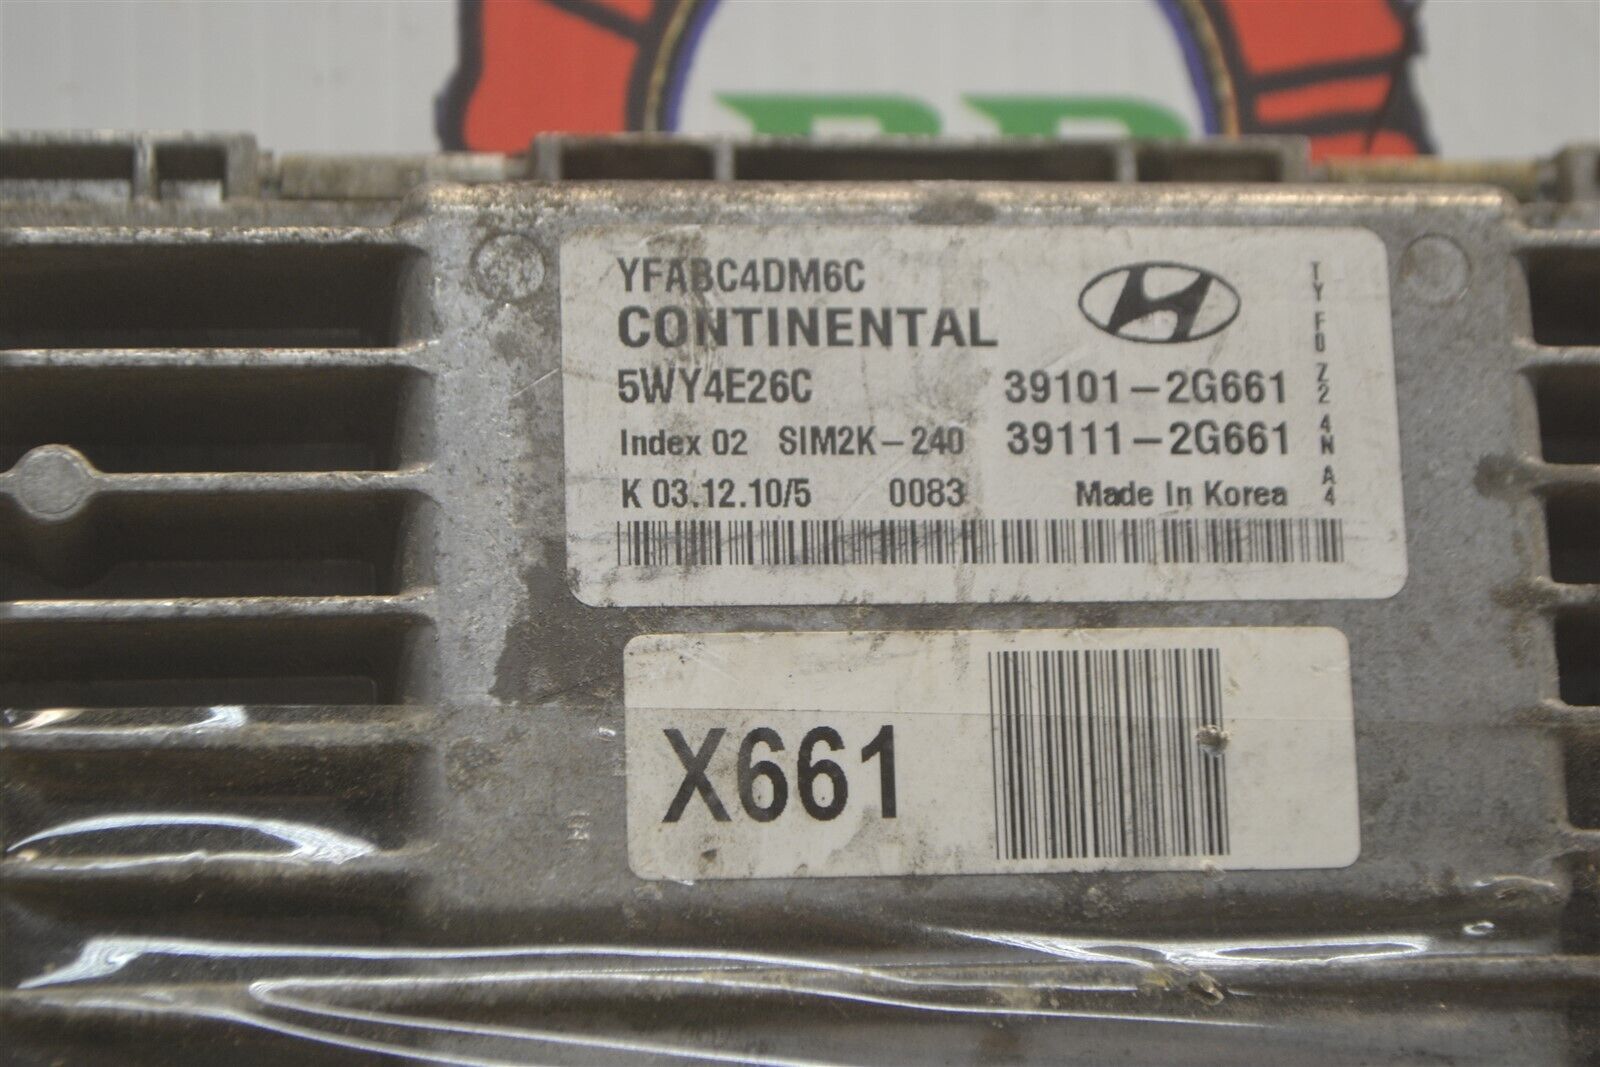 YFABC4DM6C
CONTINENTAL
5WY4E26C 39101-2G661
Index 02 SIM2K-240 39111-2G661
K 03.12.10/5 0083 Made In Korea
TYF0Z224NA4
X661